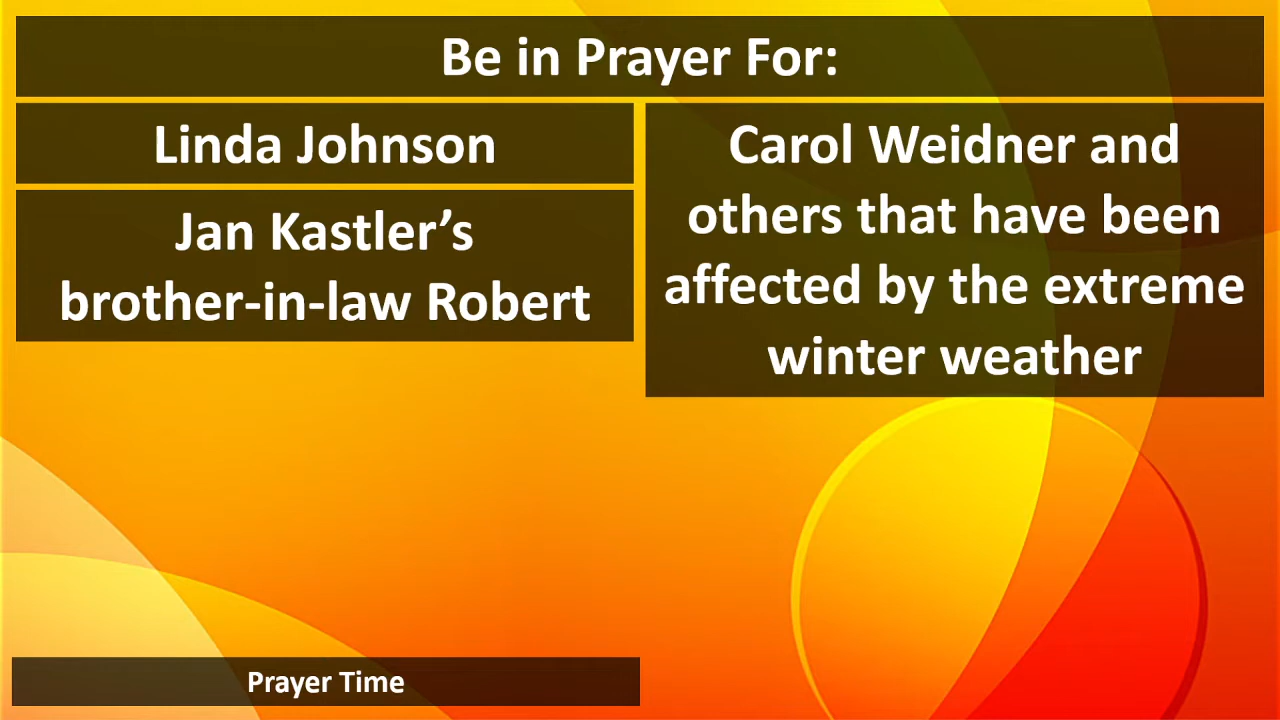 Be in Prayer For:
Linda Johnson
Jan Kastler’s
brother-in-law Robert
Carol Weidner and
others that have been
affected by the extreme
winter weather
Prayer Time